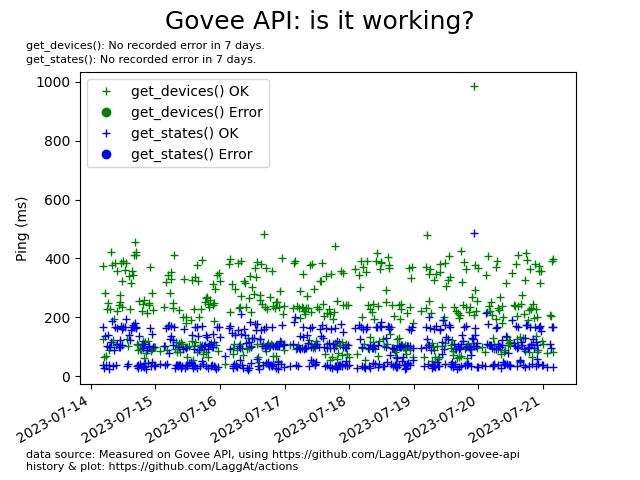 Govee API: is it working?
get_devices(): No recorded error in 7 days.
get_states(): No recorded error in 7 days.
get_devices() OK
get_devices() Error
get_states() OK
get_states() Error
Ping (ms)
1000
800
600
400
200
0
2023-07-14
2023-07-15
2023-07-16
2023-07-17
2023-07-18
2023-07-19
2023-07-20
2023-07-21
data source: Measured on Govee API, using https://github.com/LaggAt/python-govee-api
history & plot: https://github.com/LaggAt/actions